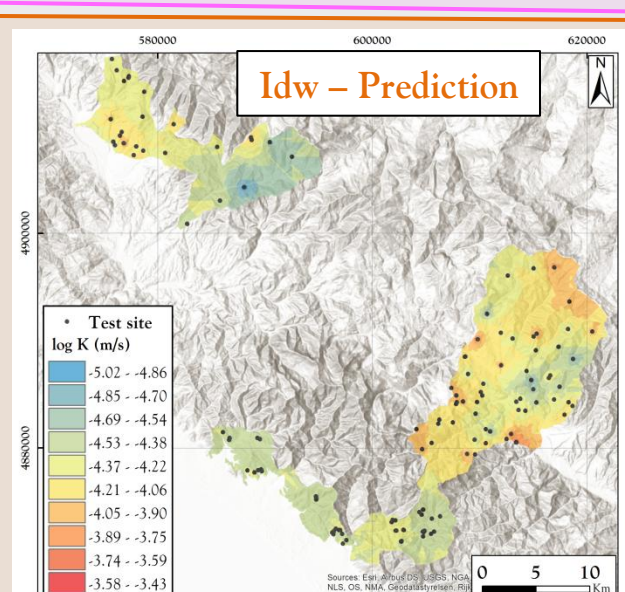 580000
600000
620000
Idw – Prediction
N
4900000
4880000
Test site
log K (m/s)
-5.02 - -4.86
-4.85 - -4.70
-4.69 - -4.54
-4.53 - -4.38
-4.37 - -4.22
-4.21 - -4.06
-4.05 - -3.90
-3.89 - -3.75
-3.74 - -3.59
-3.58 - -3.43
Sources: Esri, Airbus DS, USGS, NGA,
NLS, OS, NMA, Geodatastyrelsen, Rijk
0 5 10
Km